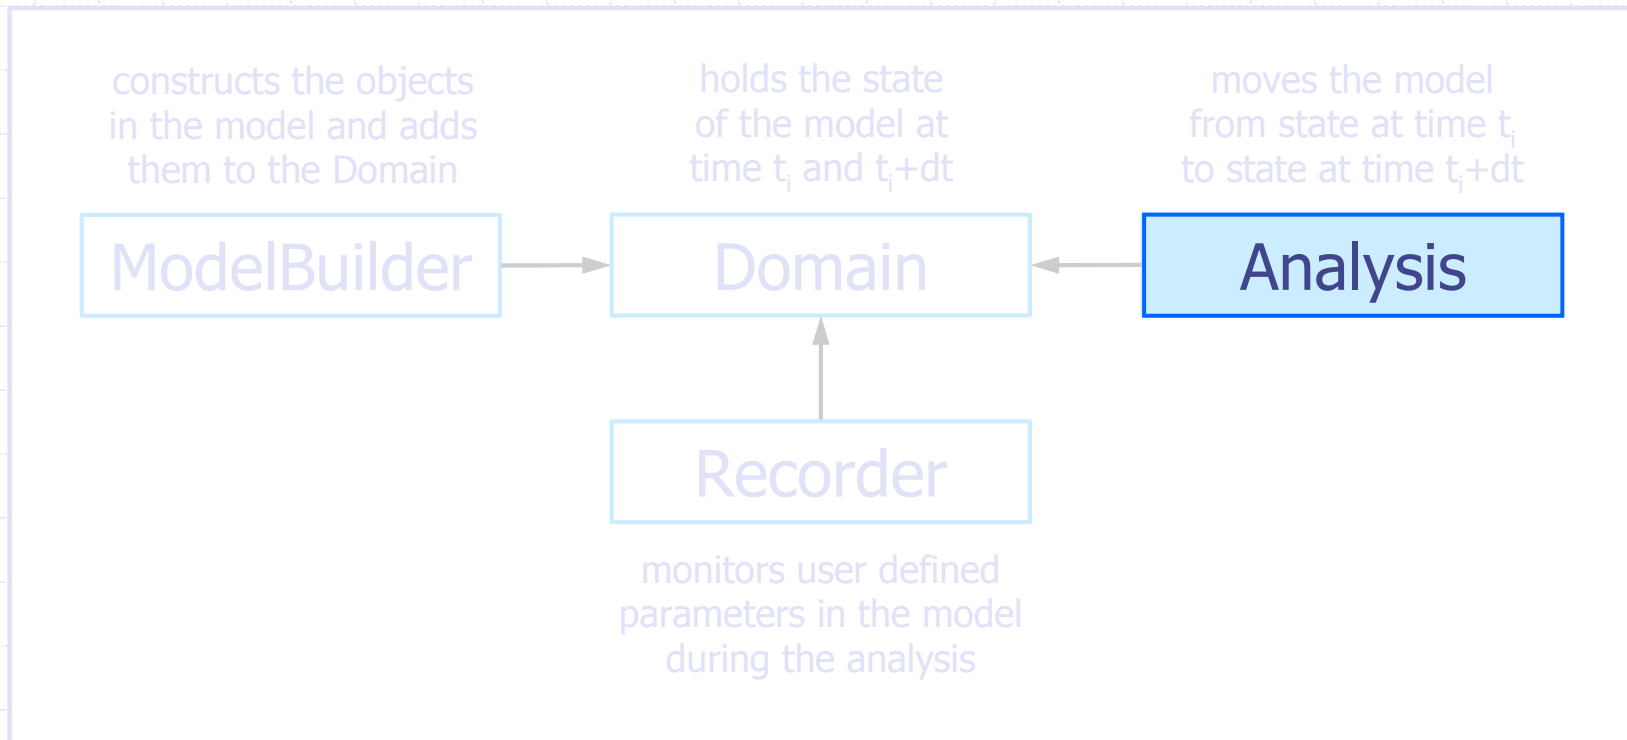 constructs the objects
in the model and adds
them to the Domain
ModelBuilder
holds the state
of the model at
time tᵢ and tᵢ+dt
Domain
moves the model
from state at time tᵢ
to state at time tᵢ+dt
Analysis
Recorder
monitors user defined
parameters in the model
during the analysis